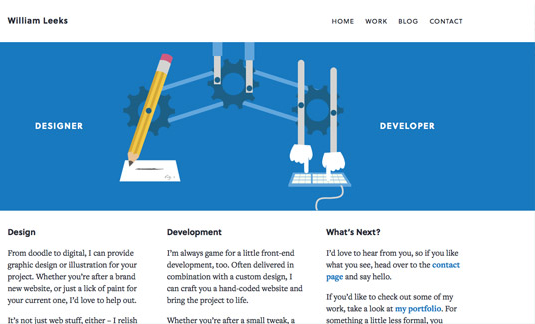 William Leeks
HOME WORK BLOG CONTACT
DESIGNER
DEVELOPER
Design
From doodle to digital, I can provide
graphic design or illustration for your
project. Whether you're after a brand
new website, or just a lick of paint for
your current one, I'd love to help out.
It's not just web stuff, either – I relish
Development
I'm always game for a little front-end
development, too. Often delivered in
combination with a custom design, I
can craft you a hand-coded website and
bring the project to life.
Whether you're after a small tweak, a
What's Next?
I'd love to hear from you, so if you like
what you see, head over to the contact
page and say hello.
If you'd like to check out some of my
work, take a look at my portfolio. For
something a little less formal, you